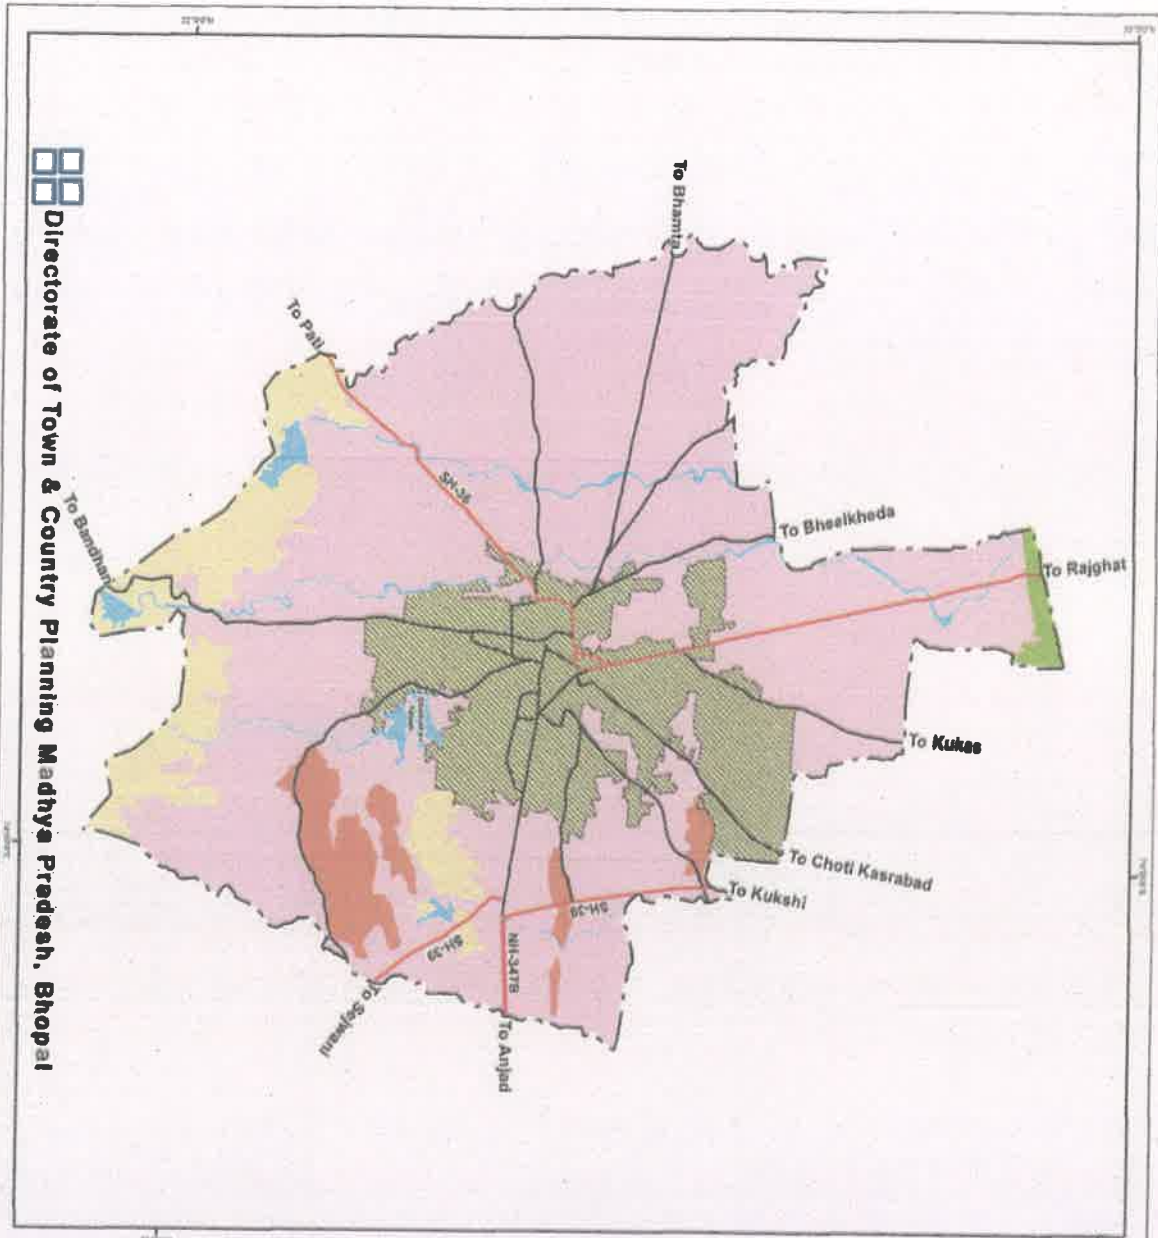 To Bhamta
To Pati
SH-36
To Bheelkheda
To Rajghat
To Bandhan
To Kukas
To Choti Kasrabad
To Kukshi
SH-39
SH-39
NH-347B
To Sejwani
To Anjad
Directorate of Town & Country Planning Madhya Pradesh, Bhopal